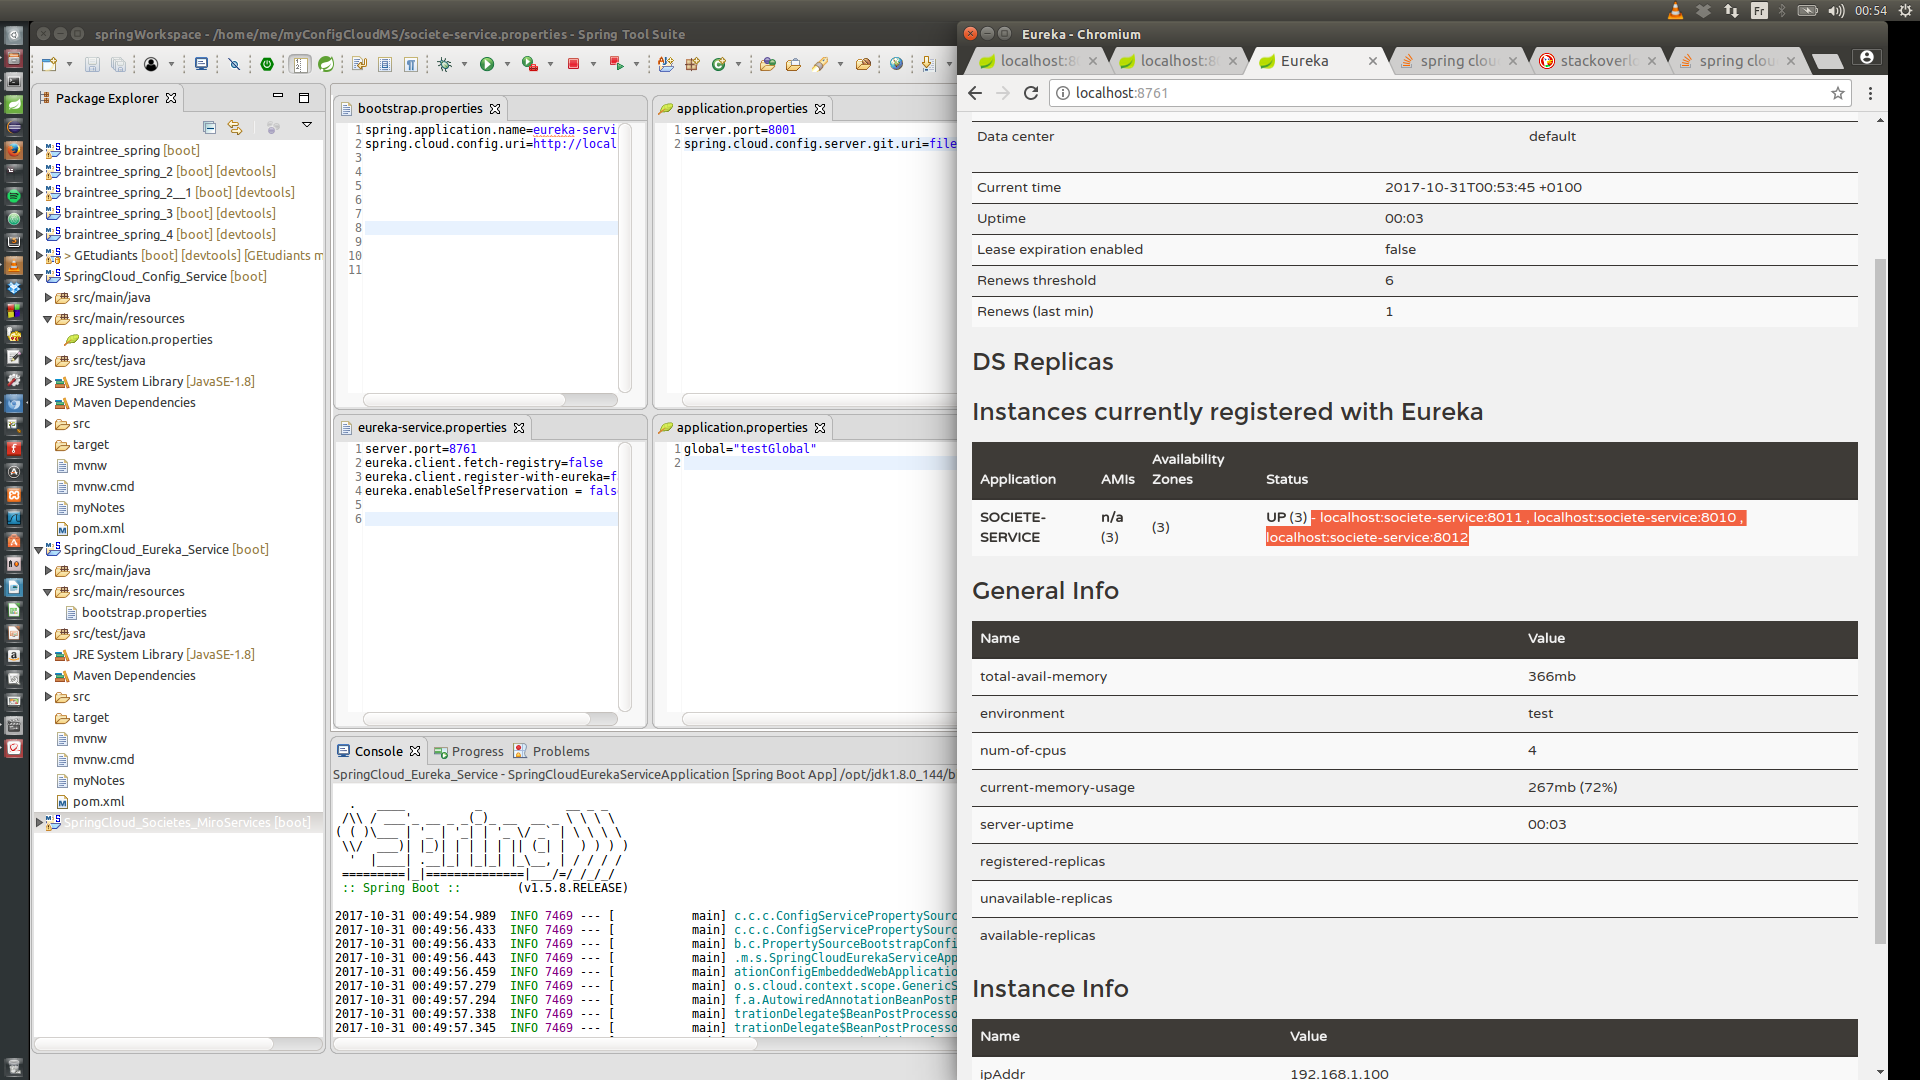 Fr
00:54
springWorkspace - /home/me/myConfigCloudMS/societe-service.properties - Spring Tool Suite
Package Explorer
braintree_spring [boot]
braintree_spring_2 [boot] [devtools]
braintree_spring_2__1 [boot] [devtools]
braintree_spring_3 [boot] [devtools]
braintree_spring_4 [boot] [devtools]
> GEtudiants [boot] [devtools] [GEtudiants m
SpringCloud_Config_Service [boot]
src/main/java
src/main/resources
application.properties
src/test/java
JRE System Library [JavaSE-1.8]
Maven Dependencies
src
target
mvnw
mvnw.cmd
myNotes
pom.xml
SpringCloud_Eureka_Service [boot]
src/main/java
src/main/resources
bootstrap.properties
src/test/java
JRE System Library [JavaSE-1.8]
Maven Dependencies
src
target
mvnw
mvnw.cmd
myNotes
pom.xml
SpringCloud_Societes_MiroServices [boot]
bootstrap.properties
1 spring.application.name=eureka-servi
2 spring.cloud.config.uri=http://local
3
4
5
6
7
8
9
10
11
application.properties
1 server.port=8001
2 spring.cloud.config.server.git.uri=file
eureka-service.properties
1 server.port=8761
2 eureka.client.fetch-registry=false
3 eureka.client.register-with-eureka=f
4 eureka.enableSelfPreservation = fals
5
6
application.properties
1 global="testGlobal"
2
Console
Progress
Problems
SpringCloud_Eureka_Service - SpringCloudEurekaServiceApplication [Spring Boot App] /opt/jdk1.8.0_144/b
:: Spring Boot :: (v1.5.8.RELEASE)
2017-10-31 00:49:54.989 INFO 7469 --- [ main] c.c.c.ConfigServicePropertySourc
2017-10-31 00:49:56.433 INFO 7469 --- [ main] c.c.c.ConfigServicePropertySourc
2017-10-31 00:49:56.433 INFO 7469 --- [ main] b.c.PropertySourceBootstrapConfi
2017-10-31 00:49:56.443 INFO 7469 --- [ main] .m.s.SpringCloudEurekaServiceApp
2017-10-31 00:49:56.459 INFO 7469 --- [ main] ationConfigEmbeddedWebApplicatio
2017-10-31 00:49:57.279 INFO 7469 --- [ main] o.s.cloud.context.scope.GenericS
2017-10-31 00:49:57.294 INFO 7469 --- [ main] f.a.AutowiredAnnotationBeanPostP
2017-10-31 00:49:57.338 INFO 7469 --- [ main] trationDelegate$BeanPostProcesso
2017-10-31 00:49:57.345 INFO 7469 --- [ main] trationDelegate$BeanPostProcesso
Eureka - Chromium
localhost:8
localhost:8
Eureka
spring clou
stackoverlo
spring clou
localhost:8761
Data center default
Current time 2017-10-31T00:53:45 +0100
Uptime 00:03
Lease expiration enabled false
Renews threshold 6
Renews (last min) 1
DS Replicas
Instances currently registered with Eureka
Application AMIs Availability Zones Status
SOCIETE-SERVICE n/a (3) (3) UP (3) - localhost:societe-service:8011 , localhost:societe-service:8010 ,
localhost:societe-service:8012
General Info
Name Value
total-avail-memory 366mb
environment test
num-of-cpus 4
current-memory-usage 267mb (72%)
server-uptime 00:03
registered-replicas
unavailable-replicas
available-replicas
Instance Info
Name Value
ipAddr 192.168.1.100